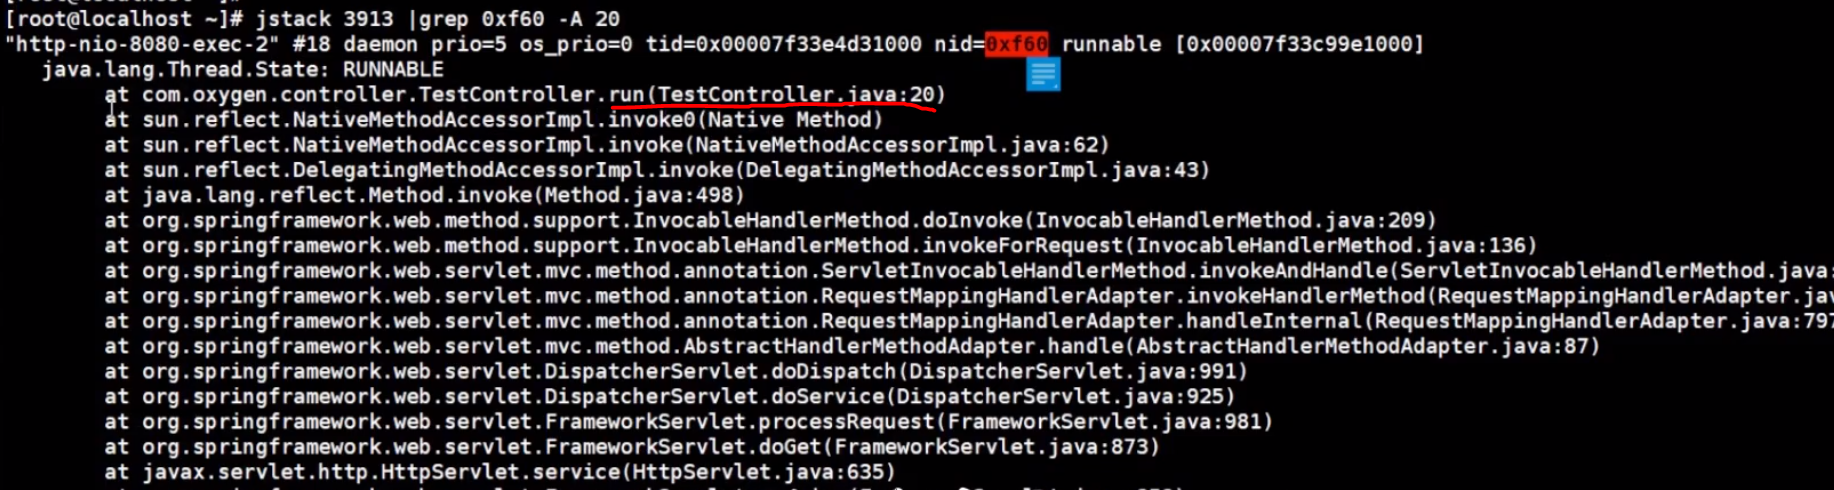 [root@localhost ~]# jstack 3913 |grep 0xf60 -A 20
"http-nio-8080-exec-2" #18 daemon prio=5 os_prio=0 tid=0x00007f33e4d31000 nid=0xf60 runnable [0x00007f33c99e1000]
java.lang.Thread.State: RUNNABLE
at com.oxygen.controller.TestController.run(TestController.java:20)
at sun.reflect.NativeMethodAccessorImpl.invoke0(Native Method)
at sun.reflect.NativeMethodAccessorImpl.invoke(NativeMethodAccessorImpl.java:62)
at sun.reflect.DelegatingMethodAccessorImpl.invoke(DelegatingMethodAccessorImpl.java:43)
at java.lang.reflect.Method.invoke(Method.java:498)
at org.springframework.web.method.support.InvocableHandlerMethod.doInvoke(InvocableHandlerMethod.java:209)
at org.springframework.web.method.support.InvocableHandlerMethod.invokeForRequest(InvocableHandlerMethod.java:136)
at org.springframework.web.servlet.mvc.method.annotation.ServletInvocableHandlerMethod.invokeAndHandle(ServletInvocableHandlerMethod.java:
at org.springframework.web.servlet.mvc.method.annotation.RequestMappingHandlerAdapter.invokeHandlerMethod(RequestMappingHandlerAdapter.jav
at org.springframework.web.servlet.mvc.method.annotation.RequestMappingHandlerAdapter.handleInternal(RequestMappingHandlerAdapter.java:797
at org.springframework.web.servlet.mvc.method.AbstractHandlerMethodAdapter.handle(AbstractHandlerMethodAdapter.java:87)
at org.springframework.web.servlet.DispatcherServlet.doDispatch(DispatcherServlet.java:991)
at org.springframework.web.servlet.DispatcherServlet.doService(DispatcherServlet.java:925)
at org.springframework.web.servlet.FrameworkServlet.processRequest(FrameworkServlet.java:981)
at org.springframework.web.servlet.FrameworkServlet.doGet(FrameworkServlet.java:873)
at javax.servlet.http.HttpServlet.service(HttpServlet.java:635)